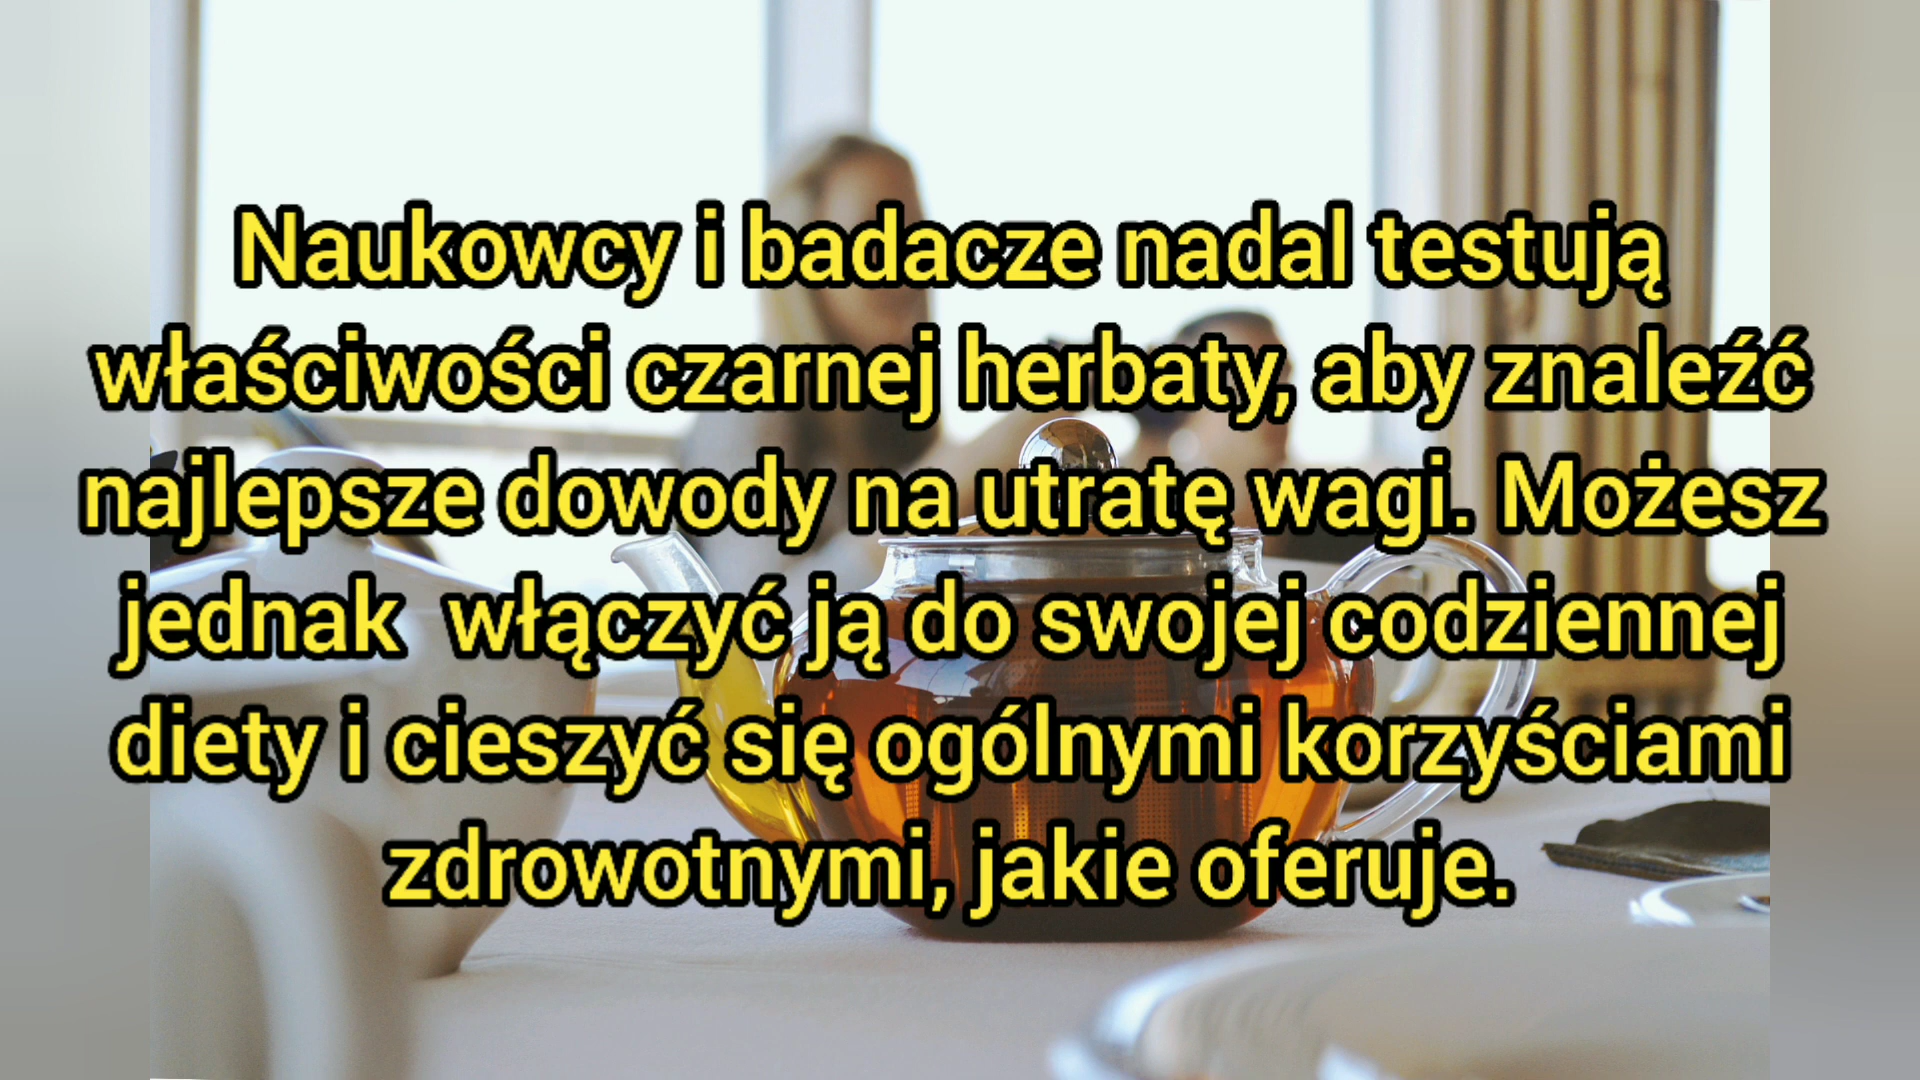 Naukowcy i badacze nadal testują
właściwości czarnej herbaty, aby znaleźć
najlepsze dowody na utratę wagi. Możesz
jednak  włączyć ją do swojej codziennej
diety i cieszyć się ogólnymi korzyściami
zdrowotnymi, jakie oferuje.